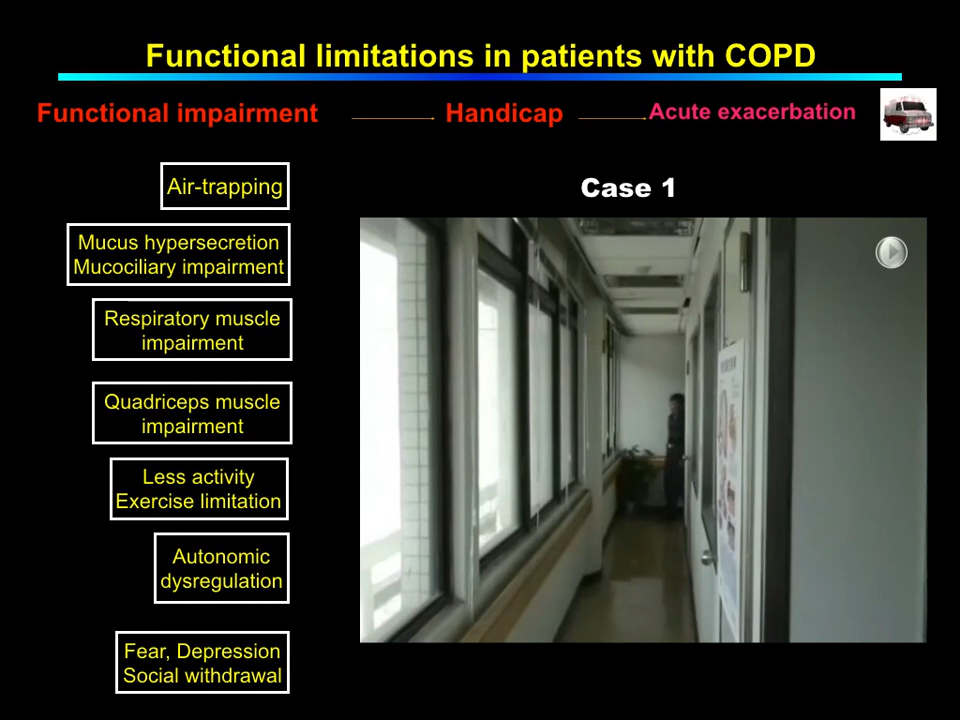 Functional limitations in patients with COPD
Functional impairment
Handicap
Acute exacerbation
Air-trapping
Mucus hypersecretion
Mucociliary impairment
Respiratory muscle
impairment
Quadriceps muscle
impairment
Less activity
Exercise limitation
Autonomic
dysregulation
Fear, Depression
Social withdrawal
Case 1